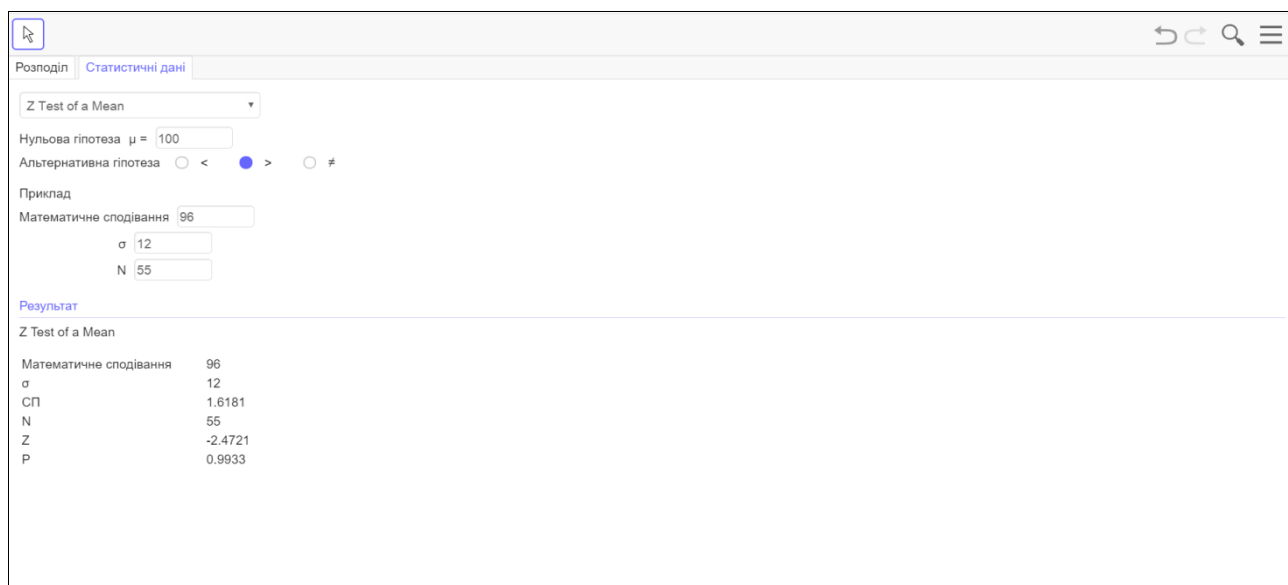 Розподіл Статистичні дані
Z Test of a Mean
Нульова гіпотеза μ = 100
Альтернативна гіпотеза < > ≠
Приклад
Математичне сподівання 96
σ 12
N 55
Результат
Z Test of a Mean
Математичне сподівання 96
σ 12
СП 1.6181
N 55
Z -2.4721
P 0.9933